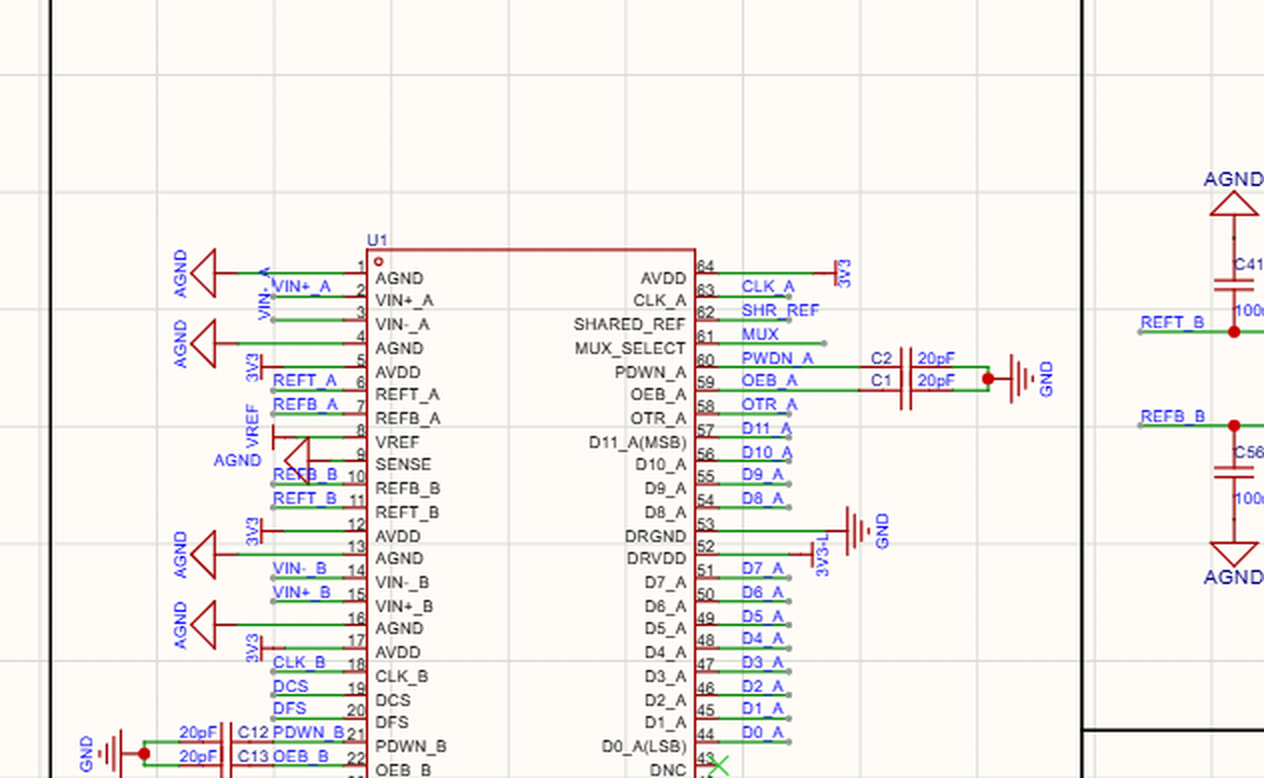 U1
AGND 1 AGND
VIN+_A 2 VIN+_A
VIN-_A 3 VIN-_A
AGND 4 AGND
3V3 5 AVDD
REFT_A 6 REFT_A
REFB_A 7 REFB_A
VREF 8 VREF
AGND 9 SENSE
REFB_B 10 REFB_B
REFT_B 11 REFT_B
3V3 12 AVDD
AGND 13 AGND
VIN-_B 14 VIN-_B
VIN+_B 15 VIN+_B
AGND 16 AGND
3V3 17 AVDD
CLK_B 18 CLK_B
DCS 19 DCS
DFS 20 DFS
GND
20pF C12 PDWN_B 21 PDWN_B
20pF C13 OEB_B 22 OEB_B
AVDD 64 3V3
CLK_A 63 CLK_A
SHARED_REF 62 SHR_REF
MUX_SELECT 61 MUX
PDWN_A 60 PWDN_A C2 20pF
OEB_A 59 OEB_A C1 20pF
GND
OTR_A 58 OTR_A
D11_A(MSB) 57 D11_A
D10_A 56 D10_A
D9_A 55 D9_A
D8_A 54 D8_A
DRGND 53 GND
DRVDD 52 3V3-L
D7_A 51 D7_A
D6_A 50 D6_A
D5_A 49 D5_A
D4_A 48 D4_A
D3_A 47 D3_A
D2_A 46 D2_A
D1_A 45 D1_A
D0_A(LSB) 44 D0_A
DNC 43
AGND
C41
100
REFT_B
REFB_B
C56
100
AGND